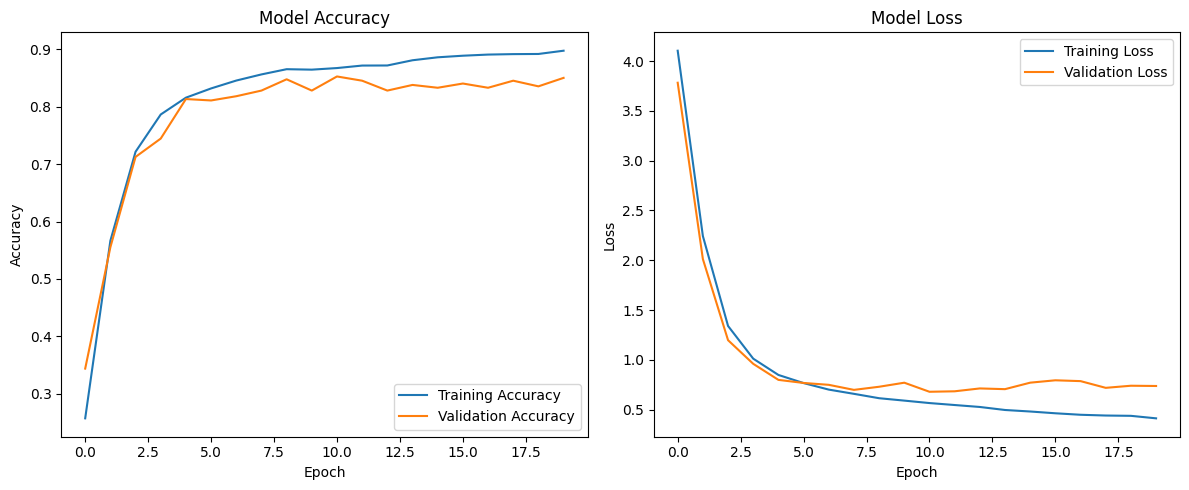 Model Accuracy
0.9
0.8
0.7
0.6
0.5
0.4
0.3
Accuracy
Training Accuracy
Validation Accuracy
0.0 2.5 5.0 7.5 10.0 12.5 15.0 17.5
Epoch
Model Loss
Training Loss
Validation Loss
4.0
3.5
3.0
2.5
2.0
1.5
1.0
0.5
Loss
0.0 2.5 5.0 7.5 10.0 12.5 15.0 17.5
Epoch